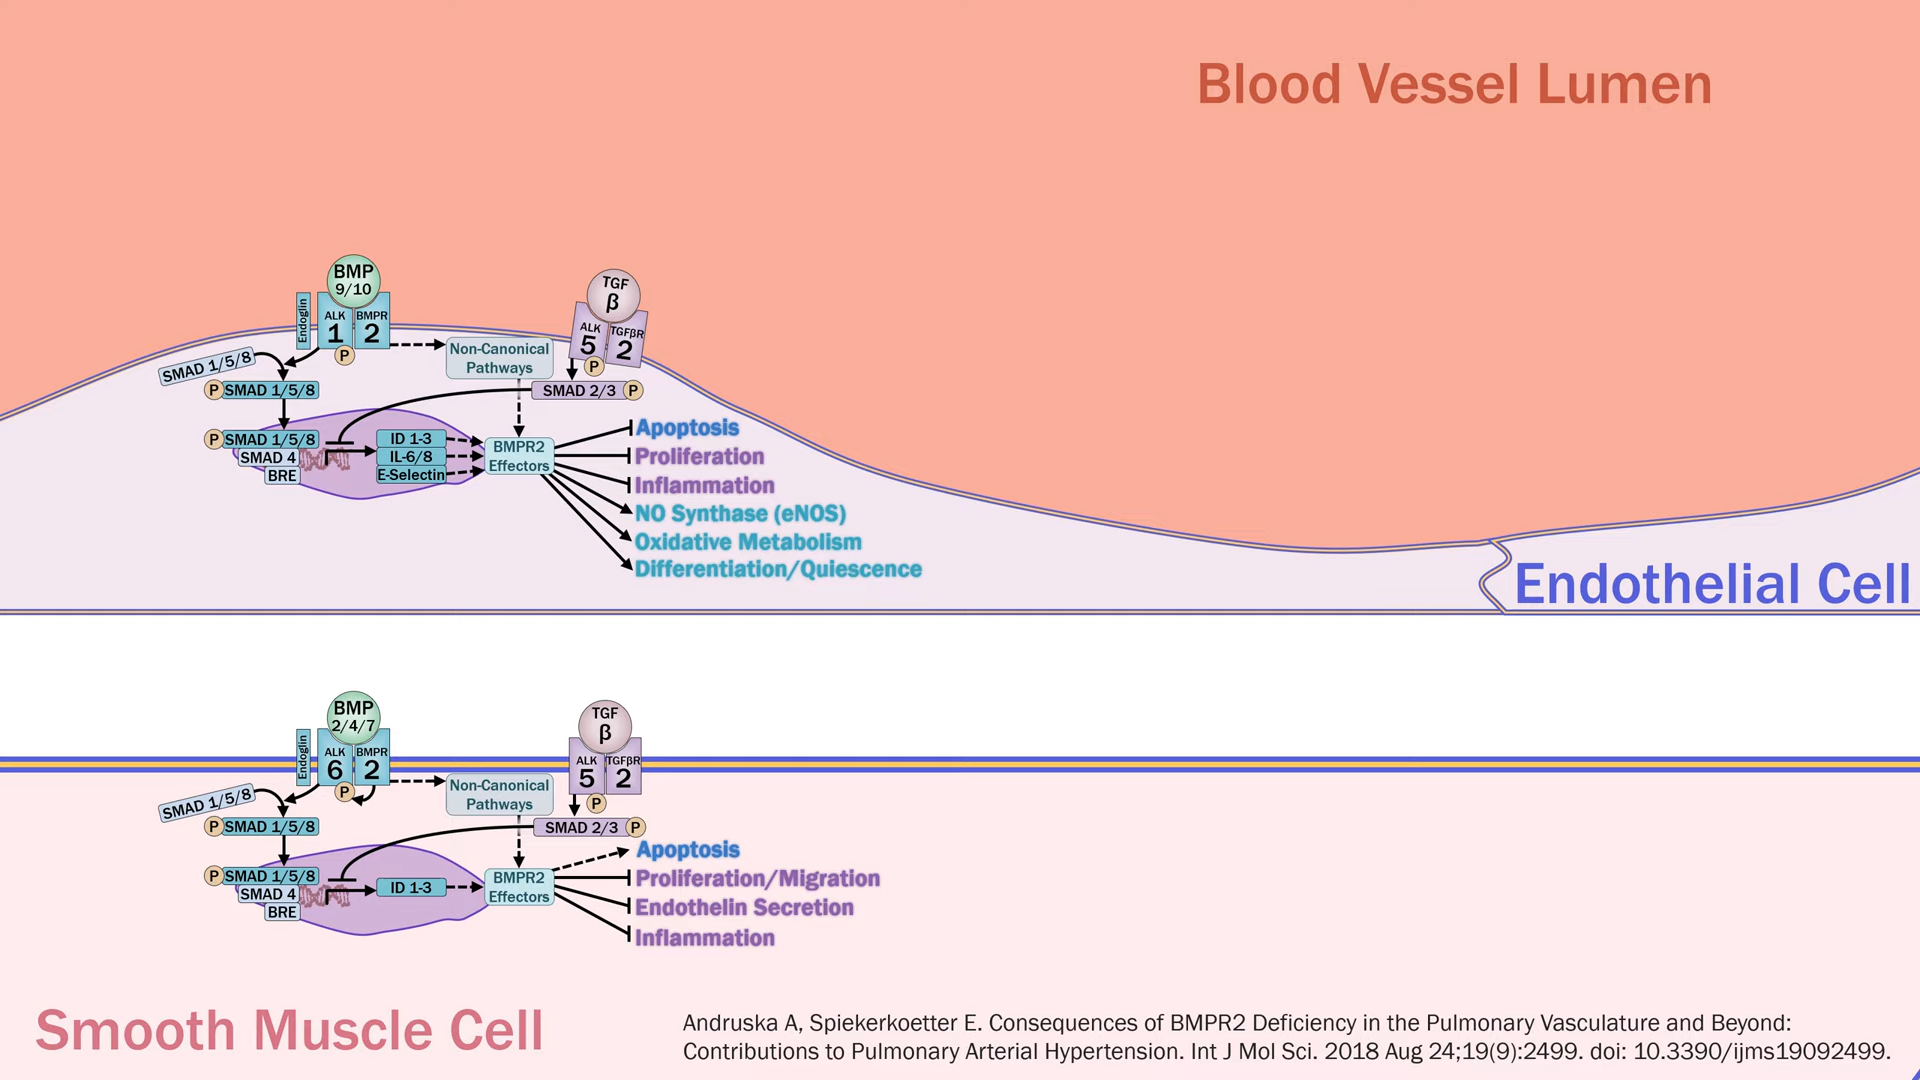 Blood Vessel Lumen
BMP
9/10
Endoglin
ALK
1
BMPR
2
P
TGF
β
ALK
5
TGFβR
2
P
Non-Canonical
Pathways
SMAD 1/5/8
P SMAD 1/5/8
SMAD 2/3 P
P SMAD 1/5/8
SMAD 4
BRE
ID 1-3
IL-6/8
E-Selectin
BMPR2
Effectors
Apoptosis
Proliferation
Inflammation
NO Synthase (eNOS)
Oxidative Metabolism
Differentiation/Quiescence
Endothelial Cell
BMP
2/4/7
Endoglin
ALK
6
BMPR
2
P
TGF
β
ALK
5
TGFβR
2
P
Non-Canonical
Pathways
SMAD 1/5/8
P SMAD 1/5/8
SMAD 2/3 P
P SMAD 1/5/8
SMAD 4
BRE
ID 1-3
BMPR2
Effectors
Apoptosis
Proliferation/Migration
Endothelin Secretion
Inflammation
Smooth Muscle Cell
Andruska A, Spiekerkoetter E. Consequences of BMPR2 Deficiency in the Pulmonary Vasculature and Beyond:
Contributions to Pulmonary Arterial Hypertension. Int J Mol Sci. 2018 Aug 24;19(9):2499. doi: 10.3390/ijms19092499.